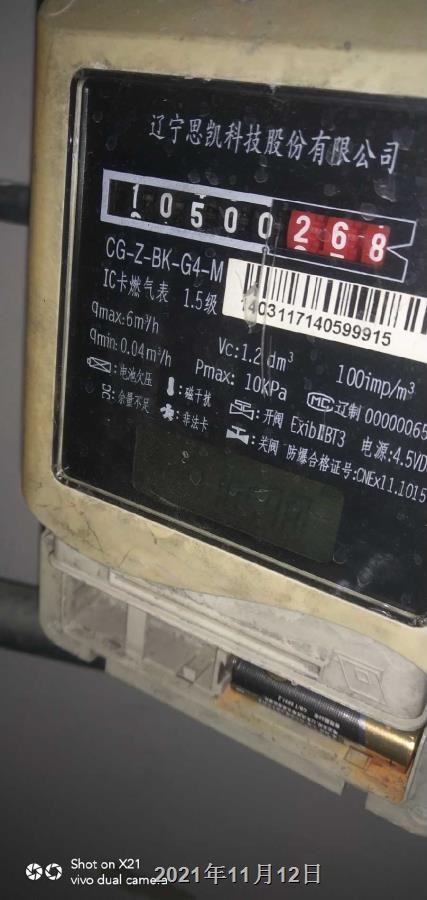 辽宁思凯科技股份有限公司
10500 268
CG-Z-BK-G4-M
IC卡燃气表 1.5级
1403117140599915
qmax:6m³/h
qmin:0.04m³/h
Vc:1.2dm³
100imp/m³
Pmax: 10KPa
MC 辽制 00000065
:电池欠压
:磁干扰
:开阀 ExibⅡBT3 电源:4.5VD
:余量不足
:非法卡
:关阀 防爆合格证号:CNEx11.1015
Shot on X21
vivo dual camera
2021年11月12日